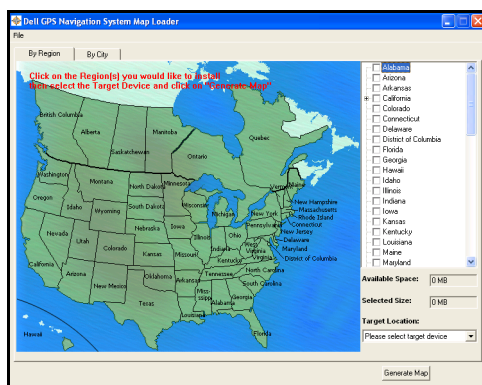 Dell GPS Navigation System Map Loader
File
By Region
By City
Click on the Region(s) you would like to install
then select the Target Device and click on "Generate Map"
British Columbia
Alberta
Manitoba
Saskatchewan
Ontario
Quebec
Washington
Montana
North Dakota
Minnesota
Vermont
Maine
Oregon
Idaho
Wyoming
South Dakota
Wisconsin
Michigan
New York
New Hampshire
Massachusetts
Rhode Island
Connecticut
New Jersey
Nevada
Utah
Colorado
Nebraska
Iowa
Illinois
Indiana
Ohio
Pennsylvania
Delaware
Maryland
District of Columbia
California
Arizona
New Mexico
Kansas
Missouri
Kentucky
West
Virginia
Virginia
Oklahoma
Arkansas
Tennessee
North Carolina
South Carolina
Texas
Louisiana
Miss-
issippi
Alabama
Georgia
Florida
Hawaii
Alabama
Arizona
Arkansas
California
Colorado
Connecticut
Delaware
District of Columbia
Florida
Georgia
Hawaii
Idaho
Illinois
Indiana
Iowa
Kansas
Kentucky
Louisiana
Maine
Maryland
Available Space: 0 MB
Selected Size: 0 MB
Target Location:
Please select target device
Generate Map